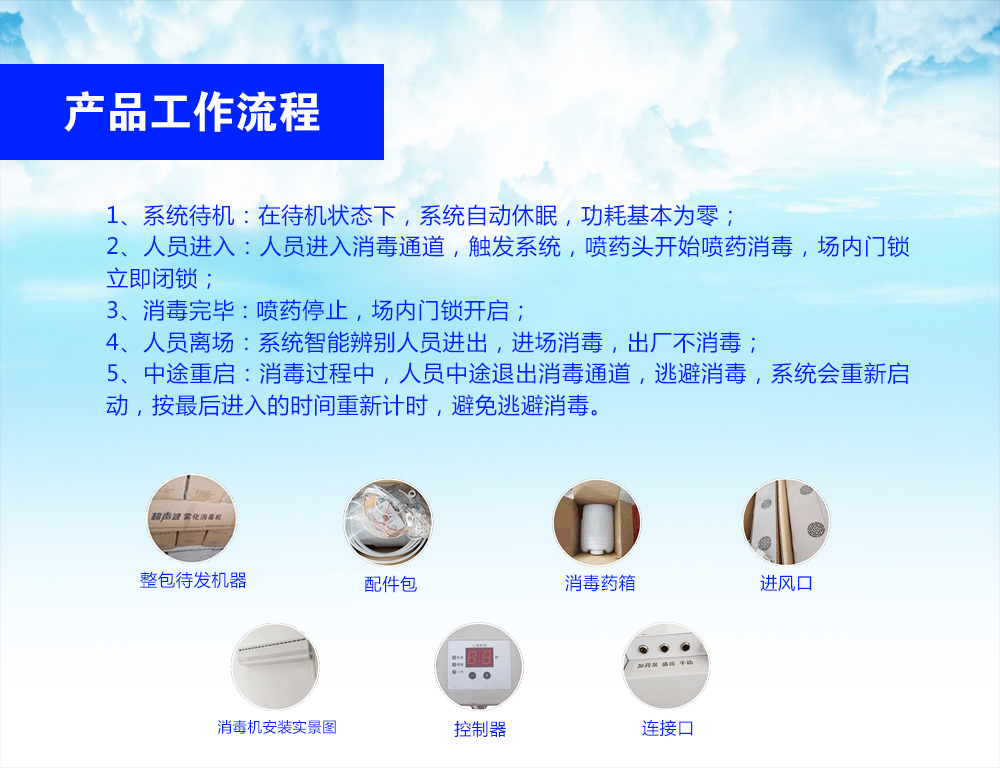 产品工作流程
1、系统待机：在待机状态下，系统自动休眠，功耗基本为零；
2、人员进入：人员进入消毒通道，触发系统，喷药头开始喷药消毒，场内门锁
立即闭锁；
3、消毒完毕：喷药停止，场内门锁开启；
4、人员离场：系统智能辨别人员进出，进场消毒，出厂不消毒；
5、中途重启：消毒过程中，人员中途退出消毒通道，逃避消毒，系统会重新启
动，按最后进入的时间重新计时，避免逃避消毒。
超声波雾化消毒机
整包待发机器
配件包
消毒药箱
进风口
加药泵 感应 手动
消毒机安装实景图
控制器
连接口